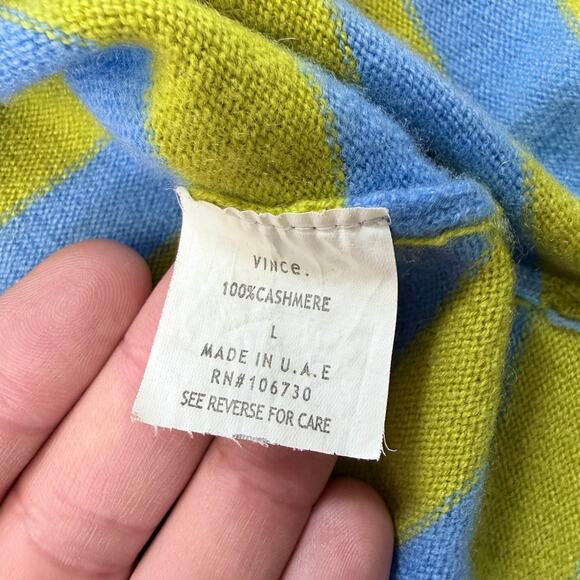 VINCe.
100%CASHMERE
L
MADE IN U.A.E
RN#106730
SEE REVERSE FOR CARE